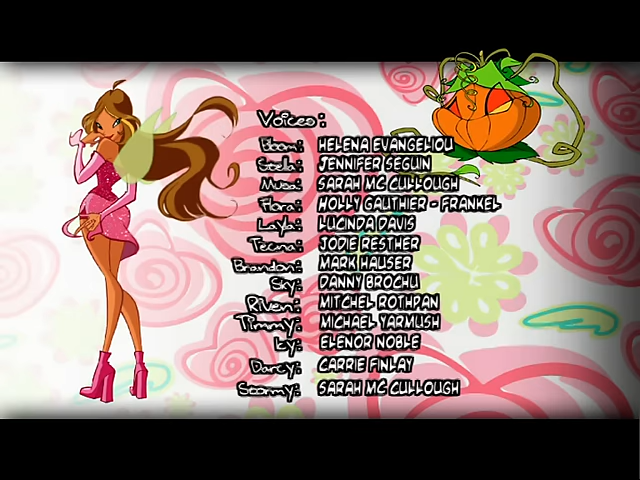 Voices:
Bloom: HELENA EVANGELIOU
Stella: JENNIFER SEGUIN
Musa: SARAH MC CULLOUGH
Flora: HOLLY GAUTHIER - FRANKEL
Layla: LUCINDA DAVIS
Tecna: JODIE RESTHER
Brandon: MARK HAUSER
Sky: DANNY BROCHU
Riven: MITCHEL ROTHPAN
Timmy: MICHAEL YARMUSH
Icy: ELENOR NOBLE
Darcy: CARRIE FINLAY
Stormy: SARAH MC CULLOUGH